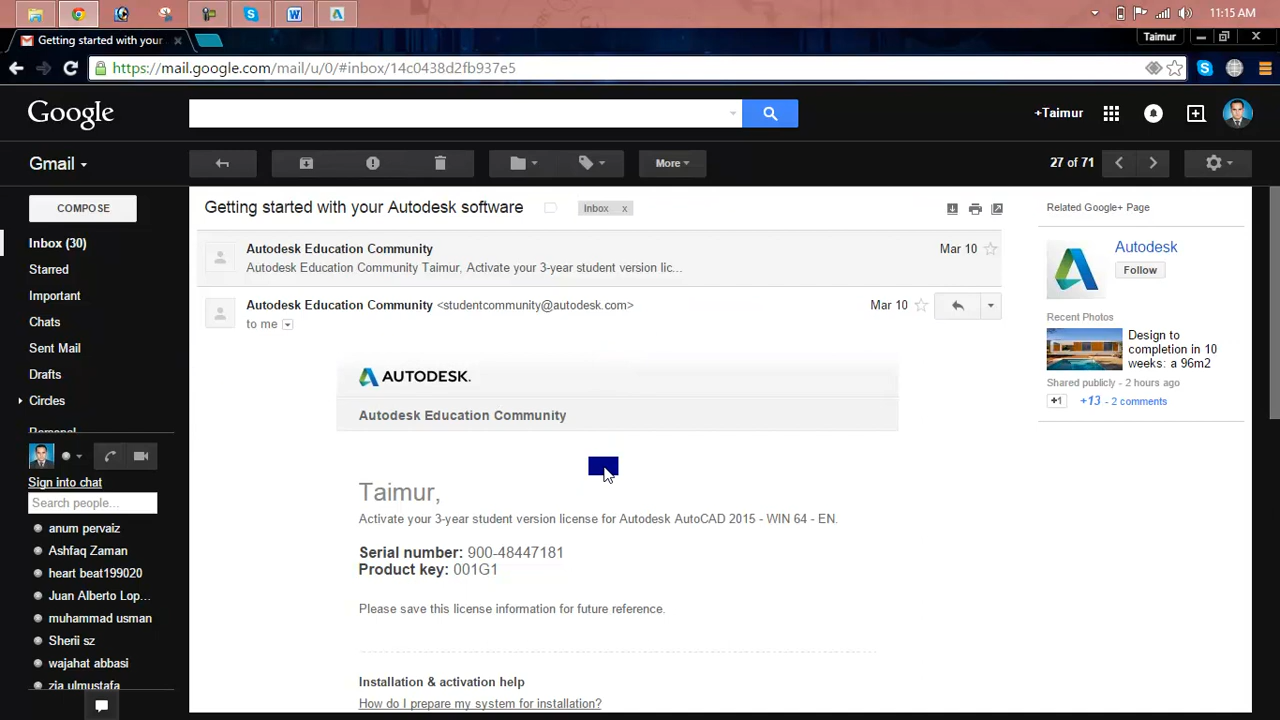 11:15 AM
Getting started with your
Taimur
https://mail.google.com/mail/u/0/#inbox/14c0438d2fb937e5
Google
+Taimur
Gmail
More
27 of 71
COMPOSE
Inbox (30)
Starred
Important
Chats
Sent Mail
Drafts
Circles
Personal
Sign into chat
Search people...
anum pervaiz
Ashfaq Zaman
heart beat199020
Juan Alberto Lop...
muhammad usman
Sherii sz
wajahat abbasi
zia ulmustafa
Getting started with your Autodesk software
Inbox x
Autodesk Education Community
Mar 10
Autodesk Education Community Taimur, Activate your 3-year student version lic...
Autodesk Education Community <studentcommunity@autodesk.com>
Mar 10
to me
AUTODESK.
Autodesk Education Community
Taimur,
Activate your 3-year student version license for Autodesk AutoCAD 2015 - WIN 64 - EN.
Serial number: 900-48447181
Product key: 001G1
Please save this license information for future reference.
Installation & activation help
How do I prepare my system for installation?
Related Google+ Page
Autodesk
Follow
Recent Photos
Design to
completion in 10
weeks: a 96m2
Shared publicly - 2 hours ago
+1
+13 - 2 comments